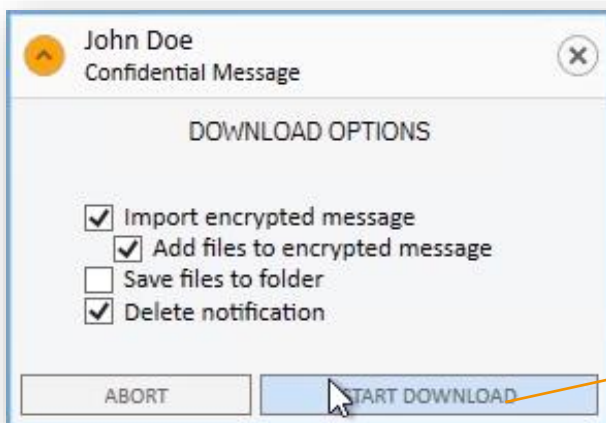 John Doe
Confidential Message
DOWNLOAD OPTIONS
Import encrypted message
Add files to encrypted message
Save files to folder
Delete notification
ABORT
START DOWNLOAD